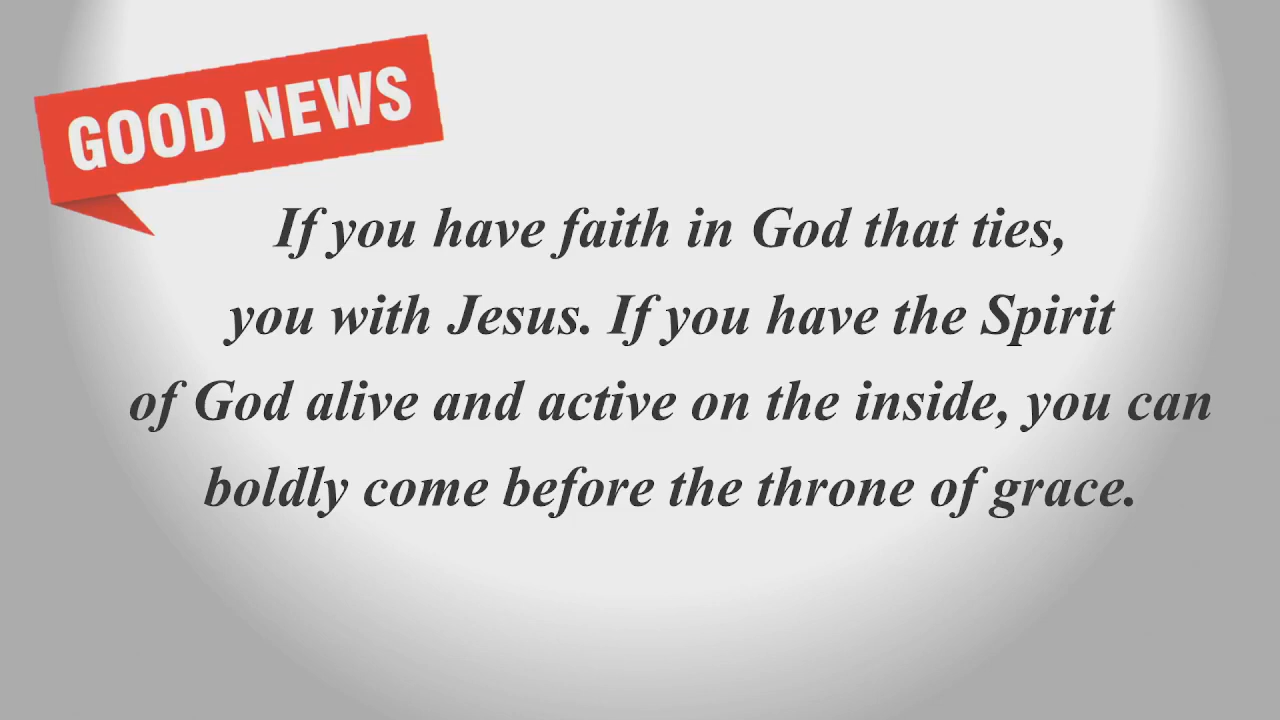 GOOD NEWS
If you have faith in God that ties,
you with Jesus. If you have the Spirit
of God alive and active on the inside, you can
boldly come before the throne of grace.